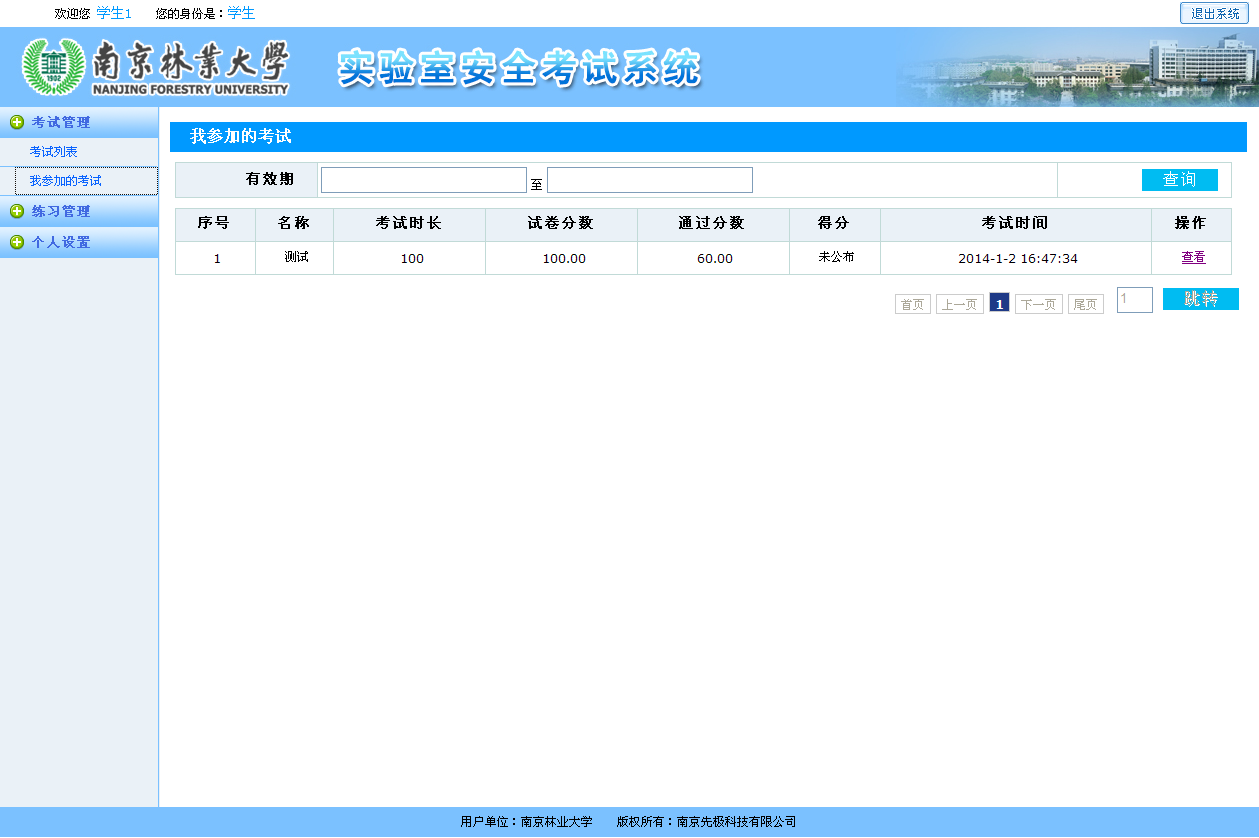 欢迎您 学生1 您的身份是：学生 退出系统
南京林业大学 实验室安全考试系统
1902
NANJING FORESTRY UNIVERSITY
考试管理
考试列表
我参加的考试
练习管理
个人设置
我参加的考试
有效期 至 查询
序号 名称 考试时长 试卷分数 通过分数 得分 考试时间 操作
1 测试 100 100.00 60.00 未公布 2014-1-2 16:47:34 查看
首页 上一页 1 下一页 尾页 1 跳转
用户单位：南京林业大学 版权所有：南京先极科技有限公司